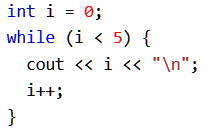 int i = 0;
while (i < 5) {
  cout << i << "\n";
  i++;
}